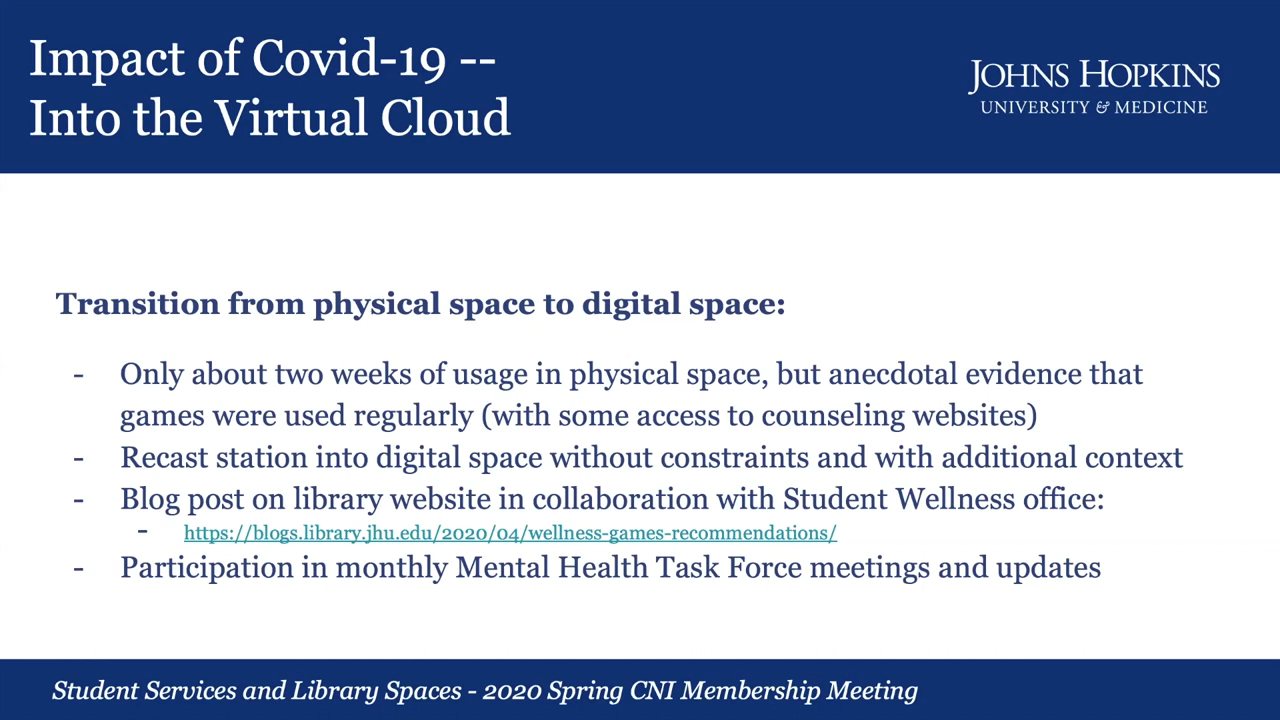 Impact of Covid-19 --
Into the Virtual Cloud
JOHNS HOPKINS
UNIVERSITY & MEDICINE
Transition from physical space to digital space:
- Only about two weeks of usage in physical space, but anecdotal evidence that
games were used regularly (with some access to counseling websites)
- Recast station into digital space without constraints and with additional context
- Blog post on library website in collaboration with Student Wellness office:
- https://blogs.library.jhu.edu/2020/04/wellness-games-recommendations/
- Participation in monthly Mental Health Task Force meetings and updates
Student Services and Library Spaces - 2020 Spring CNI Membership Meeting